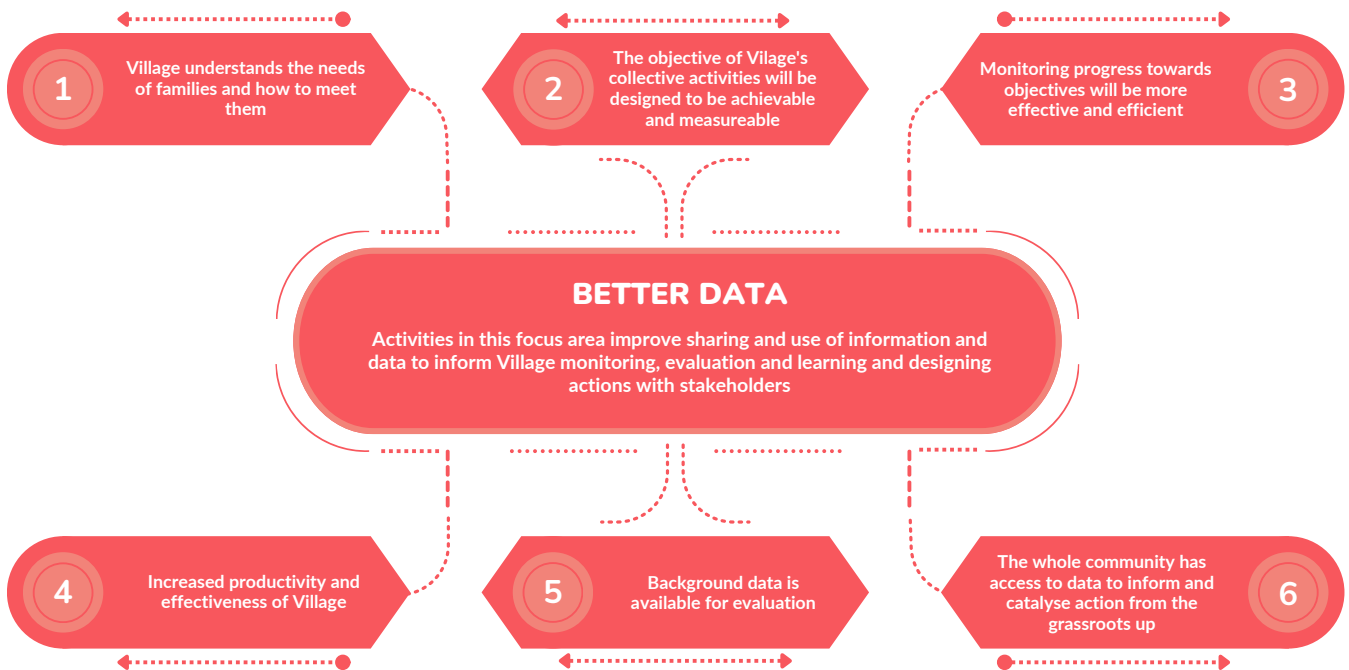 1
Village understands the needs
of families and how to meet
them
2
The objective of Vilage's
collective activities will be
designed to be achievable
and measureable
Monitoring progress towards
objectives will be more
effective and efficient
3
BETTER DATA
Activities in this focus area improve sharing and use of information and
data to inform Village monitoring, evaluation and learning and designing
actions with stakeholders
4
Increased productivity and
effectiveness of Village
5
Background data is
available for evaluation
The whole community has
access to data to inform and
catalyse action from the
grassroots up
6